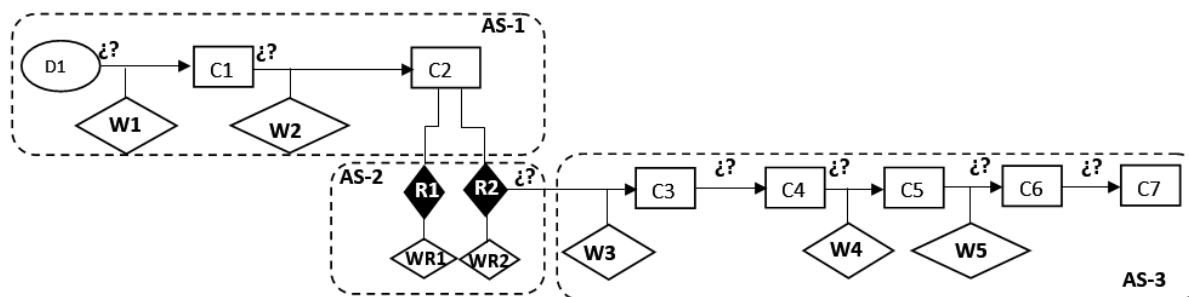 AS-1
D1
¿?
C1
¿?
C2
W1
W2
AS-2
R1
R2
¿?
C3
¿?
C4
¿?
C5
¿?
C6
¿?
C7
WR1
WR2
W3
W4
W5
AS-3